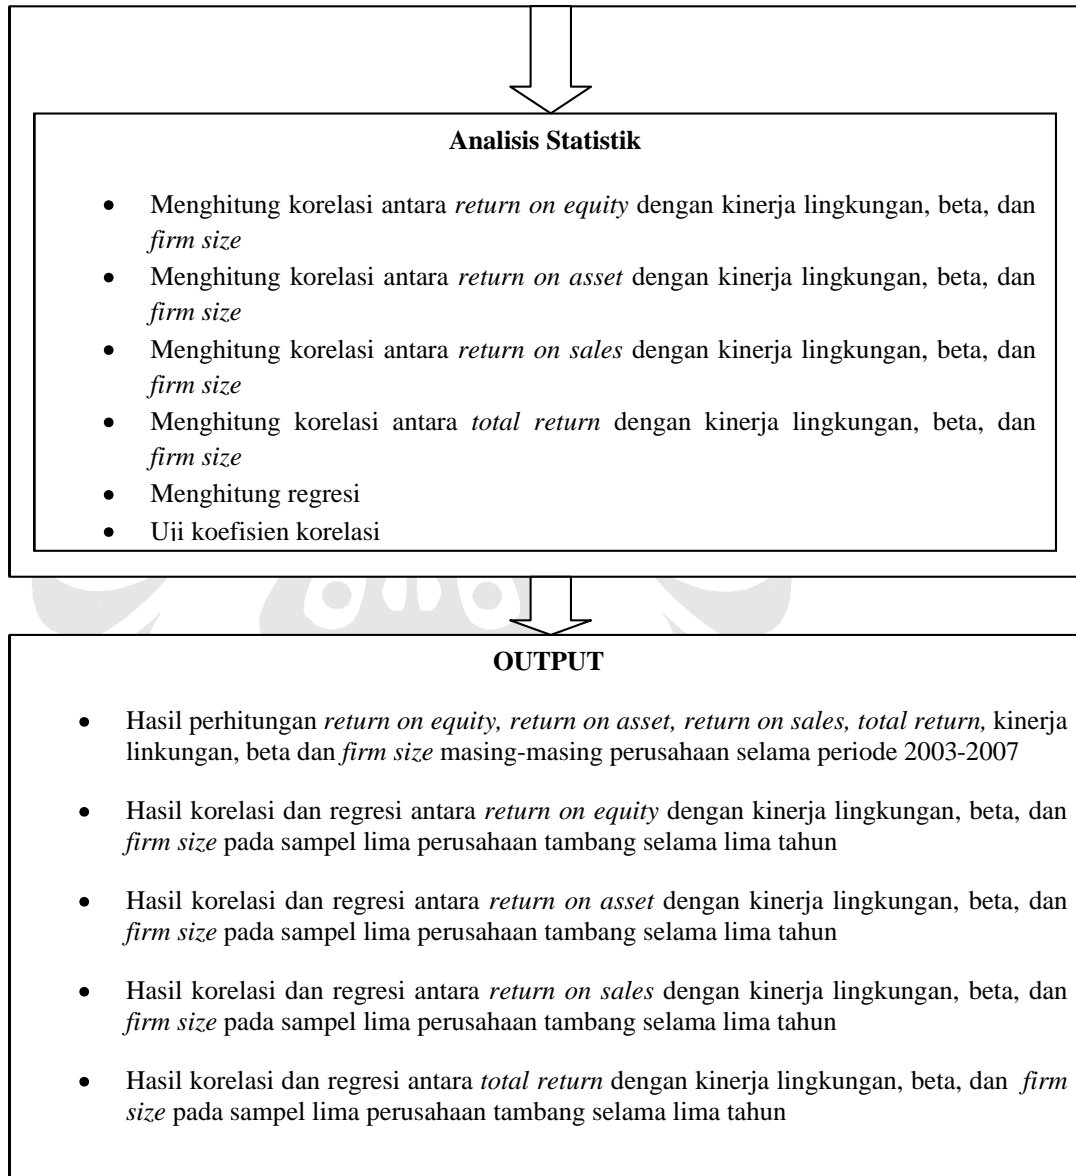 Analisis Statistik
• Menghitung korelasi antara return on equity dengan kinerja lingkungan, beta, dan
firm size
• Menghitung korelasi antara return on asset dengan kinerja lingkungan, beta, dan
firm size
• Menghitung korelasi antara return on sales dengan kinerja lingkungan, beta, dan
firm size
• Menghitung korelasi antara total return dengan kinerja lingkungan, beta, dan
firm size
• Menghitung regresi
• Uji koefisien korelasi
OUTPUT
• Hasil perhitungan return on equity, return on asset, return on sales, total return, kinerja
linkungan, beta dan firm size masing-masing perusahaan selama periode 2003-2007
• Hasil korelasi dan regresi antara return on equity dengan kinerja lingkungan, beta, dan
firm size pada sampel lima perusahaan tambang selama lima tahun
• Hasil korelasi dan regresi antara return on asset dengan kinerja lingkungan, beta, dan
firm size pada sampel lima perusahaan tambang selama lima tahun
• Hasil korelasi dan regresi antara return on sales dengan kinerja lingkungan, beta, dan
firm size pada sampel lima perusahaan tambang selama lima tahun
• Hasil korelasi dan regresi antara total return dengan kinerja lingkungan, beta, dan firm
size pada sampel lima perusahaan tambang selama lima tahun